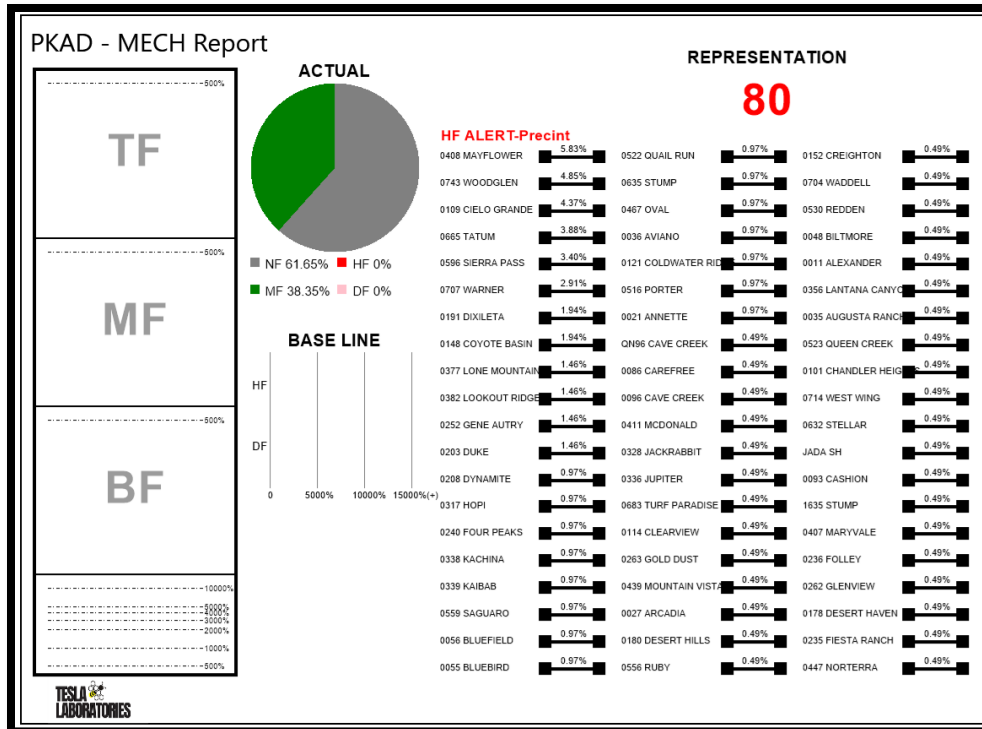 PKAD - MECH Report
500%
TF
500%
MF
500%
BF
10000%
5000%
4000%
3000%
2000%
1000%
500%
TESLA
LABORATORIES
ACTUAL
NF 61.65% HF 0%
MF 38.35% DF 0%
BASE LINE
HF
DF
0 5000% 10000% 15000%(+)
REPRESENTATION
80
HF ALERT-Precint
0408 MAYFLOWER 5.83%
0743 WOODGLEN 4.85%
0109 CIELO GRANDE 4.37%
0665 TATUM 3.88%
0596 SIERRA PASS 3.40%
0707 WARNER 2.91%
0191 DIXILETA 1.94%
0148 COYOTE BASIN 1.94%
0377 LONE MOUNTAIN 1.46%
0382 LOOKOUT RIDGE 1.46%
0252 GENE AUTRY 1.46%
0203 DUKE 1.46%
0208 DYNAMITE 0.97%
0317 HOPI 0.97%
0240 FOUR PEAKS 0.97%
0338 KACHINA 0.97%
0339 KAIBAB 0.97%
0559 SAGUARO 0.97%
0056 BLUEFIELD 0.97%
0055 BLUEBIRD 0.97%
0522 QUAIL RUN 0.97%
0635 STUMP 0.97%
0467 OVAL 0.97%
0036 AVIANO 0.97%
0121 COLDWATER 0.97%
0516 PORTER 0.97%
0021 ANNETTE 0.97%
QN96 CAVE CREEK 0.49%
0086 CAREFREE 0.49%
0096 CAVE CREEK 0.49%
0411 MCDONALD 0.49%
0328 JACKRABBIT 0.49%
0336 JUPITER 0.49%
0683 TURF PARADISE 0.49%
0114 CLEARVIEW 0.49%
0263 GOLD DUST 0.49%
0439 MOUNTAIN VISTA 0.49%
0027 ARCADIA 0.49%
0180 DESERT HILLS 0.49%
0556 RUBY 0.49%
0152 CREIGHTON 0.49%
0704 WADDELL 0.49%
0530 REDDEN 0.49%
0048 BILTMORE 0.49%
0011 ALEXANDER 0.49%
0356 LANTANA 0.49%
0035 AUGUSTA RANCH 0.49%
0523 QUEEN CREEK 0.49%
0101 CHANDLER 0.49%
0714 WEST WING 0.49%
0632 STELLAR 0.49%
JADA SH 0.49%
0093 CASHION 0.49%
1635 STUMP 0.49%
0407 MARYVALE 0.49%
0236 FOLLEY 0.49%
0262 GLENVIEW 0.49%
0178 DESERT HAVEN 0.49%
0235 FIESTA RANCH 0.49%
0447 NORTERRA 0.49%